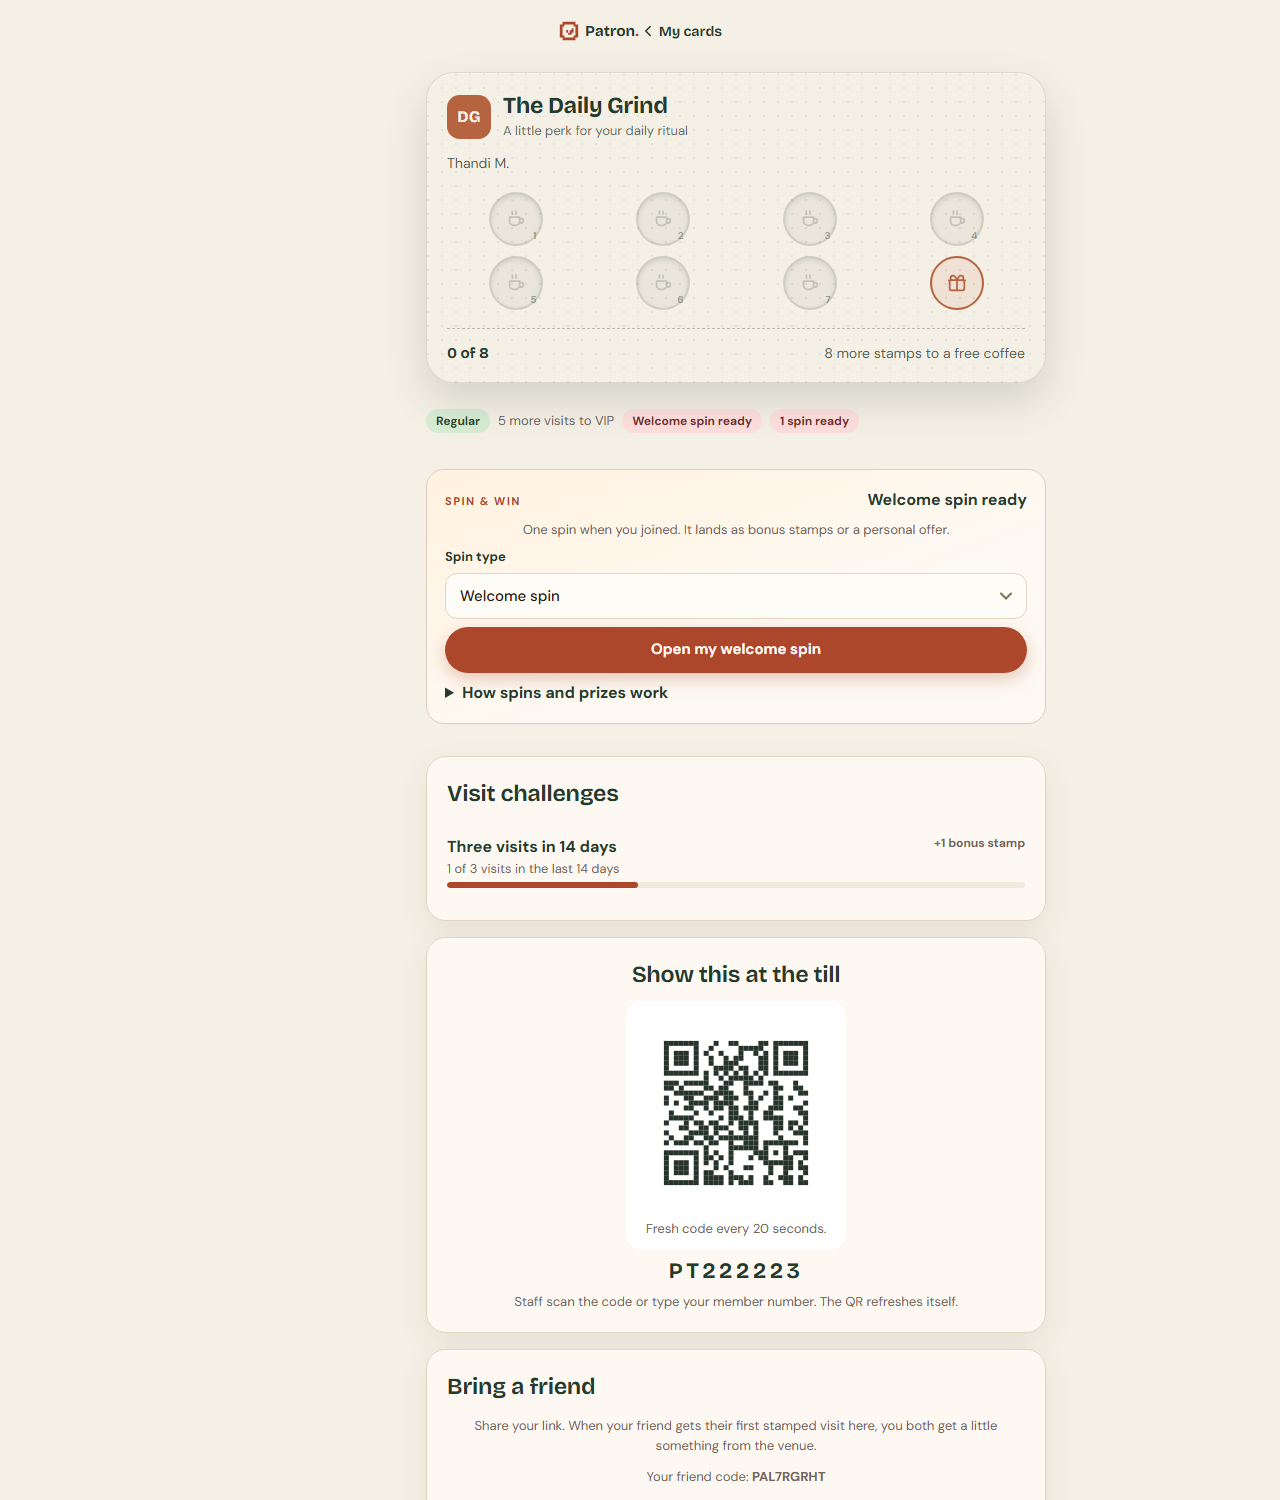 Patron. < My cards
DG
The Daily Grind
A little perk for your daily ritual
Thandi M.
1 2 3 4
5 6 7
0 of 8
8 more stamps to a free coffee
Regular 5 more visits to VIP Welcome spin ready 1 spin ready
SPIN & WIN
Welcome spin ready
One spin when you joined. It lands as bonus stamps or a personal offer.
Spin type
Welcome spin
Open my welcome spin
How spins and prizes work
Visit challenges
Three visits in 14 days
+1 bonus stamp
1 of 3 visits in the last 14 days
Show this at the till
Fresh code every 20 seconds.
PT222223
Staff scan the code or type your member number. The QR refreshes itself.
Bring a friend
Share your link. When your friend gets their first stamped visit here, you both get a little
something from the venue.
Your friend code: PAL7RGRHT